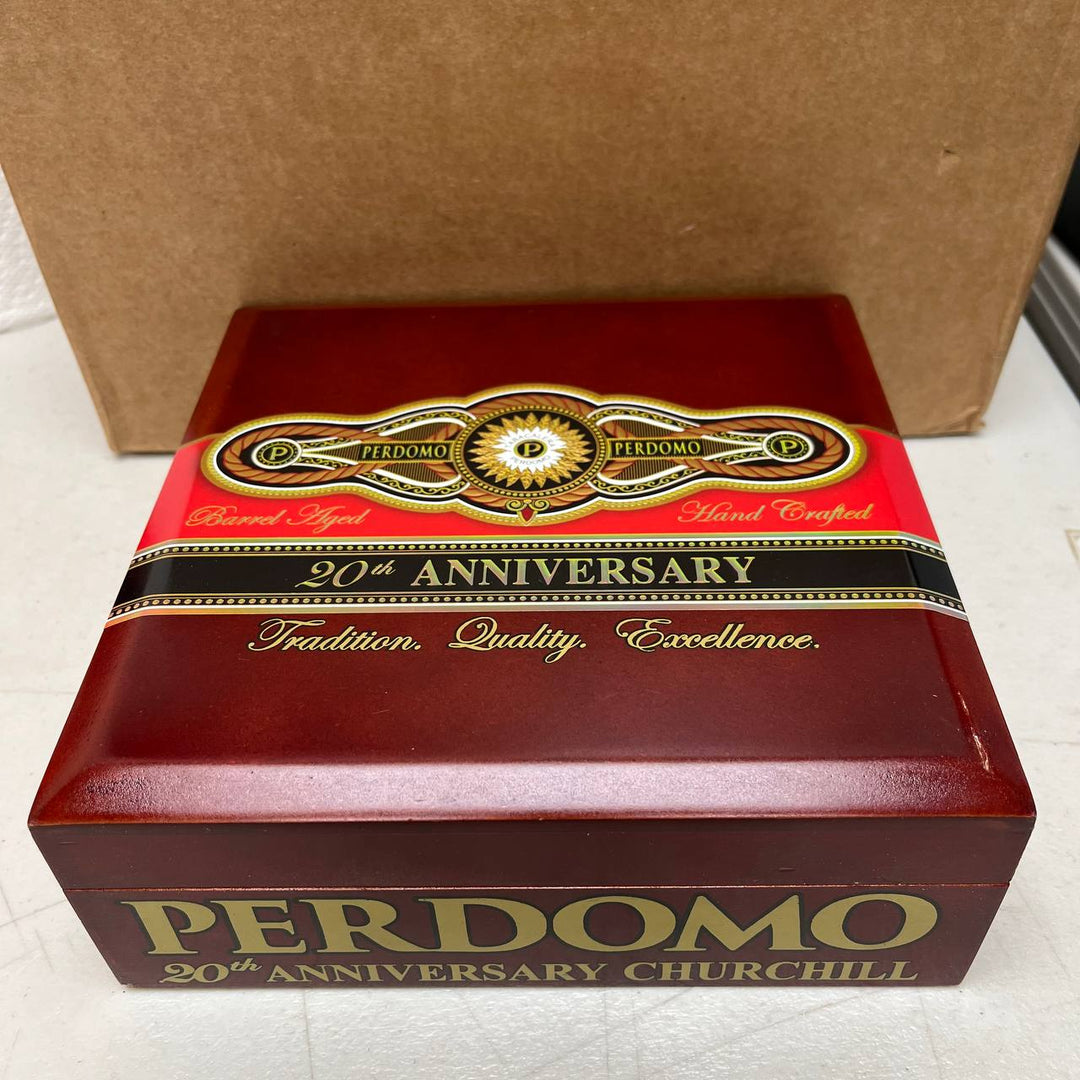 P PERDOMO P PERDOMO P
Barrel Aged Hand Crafted
20th ANNIVERSARY
Tradition. Quality. Excellence.
PERDOMO
20th ANNIVERSARY CHURCHILL